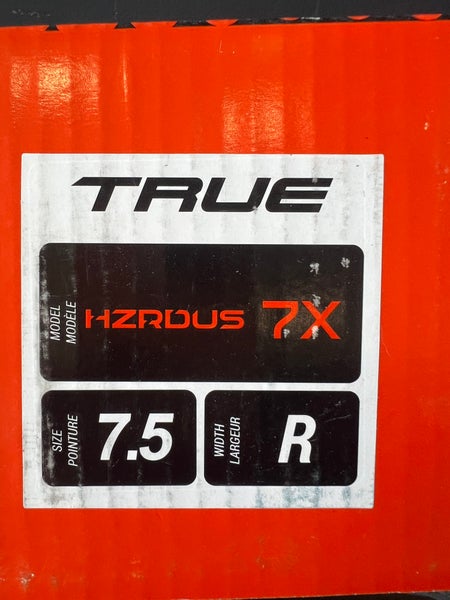 TRUE
MODEL
MODÈLE
HZRDUS 7X
SIZE
POINTURE
7.5
WIDTH
LARGEUR
R